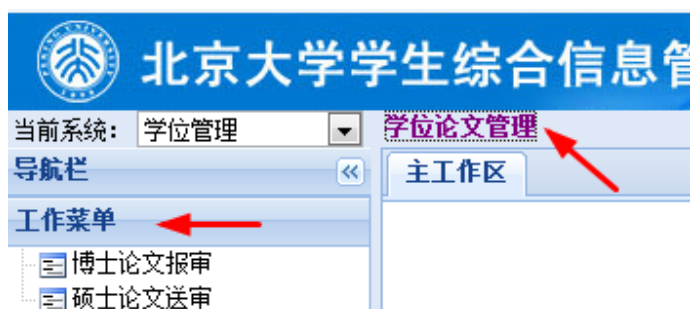 北京大学学生综合信息管
当前系统： 学位管理 学位论文管理
导航栏 主工作区
工作菜单
博士论文报审
硕士论文送审